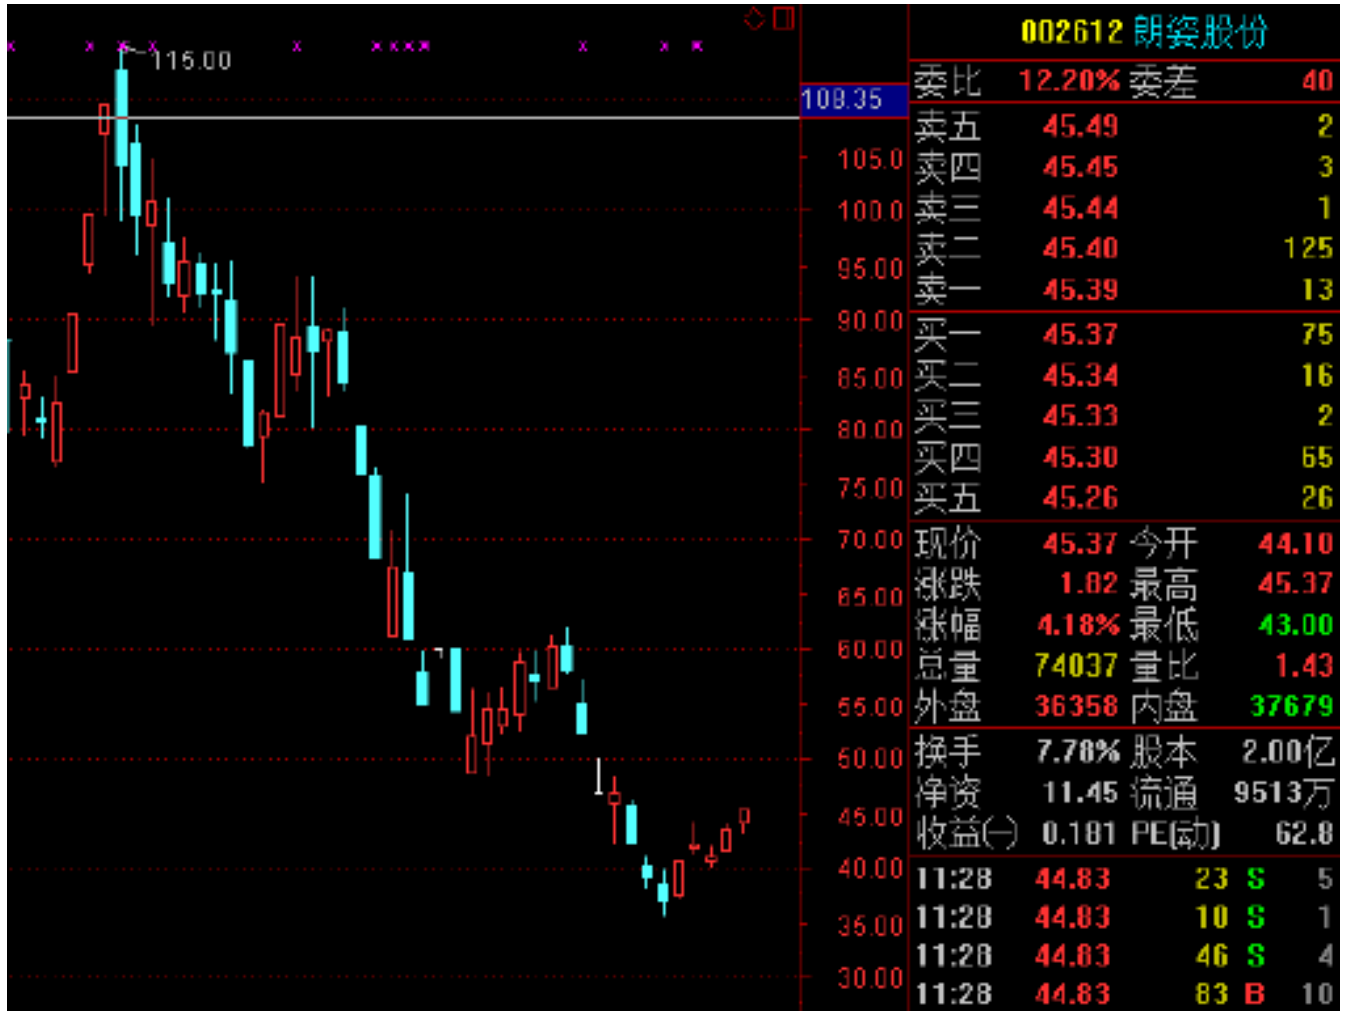 115.00
108.35
105.0
100.0
95.00
90.00
85.00
80.00
75.00
70.00
65.00
60.00
55.00
50.00
45.00
40.00
35.00
30.00
002612 朗姿股份
委比 12.20% 委差 40
卖五 45.49 2
卖四 45.45 3
卖三 45.44 1
卖二 45.40 125
卖一 45.39 13
买一 45.37 75
买二 45.34 16
买三 45.33 2
买四 45.30 65
买五 45.26 26
现价 45.37 今开 44.10
涨跌 1.82 最高 45.37
涨幅 4.18% 最低 43.00
总量 74037 量比 1.43
外盘 36358 内盘 37679
换手 7.78% 股本 2.00亿
净资 11.45 流通 9513万
收益(一) 0.181 PE(动) 62.8
11:28 44.83 23 S 5
11:28 44.83 10 S 1
11:28 44.83 46 S 4
11:28 44.83 83 B 10